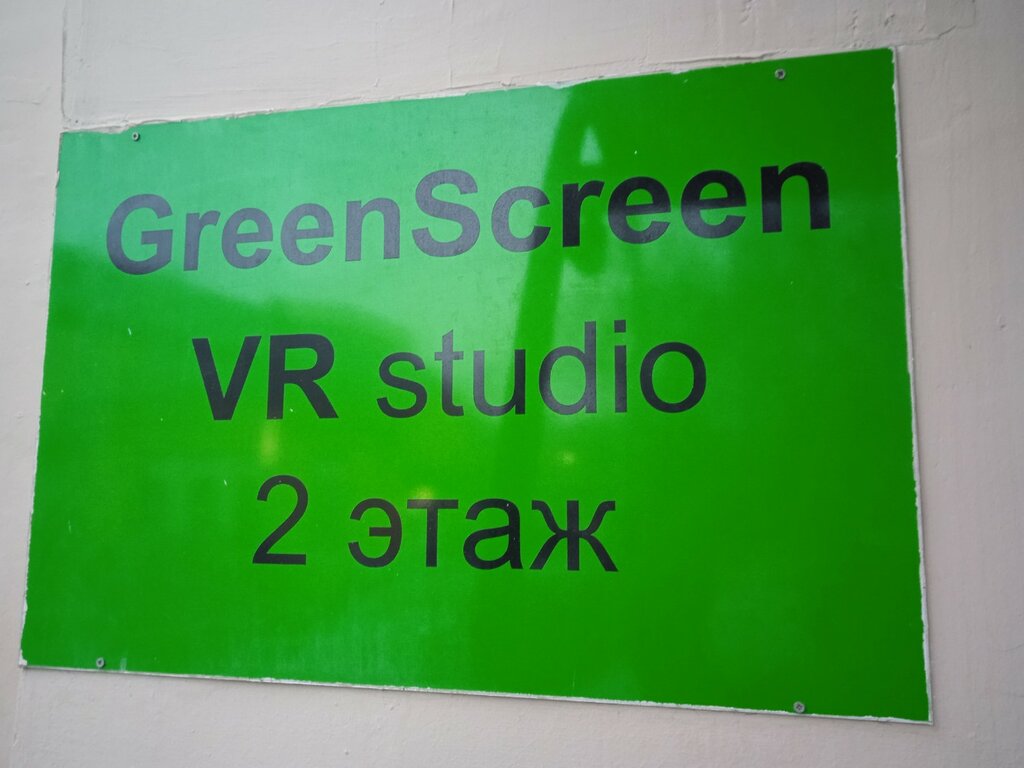 GreenScreen
VR studio
2 этаж